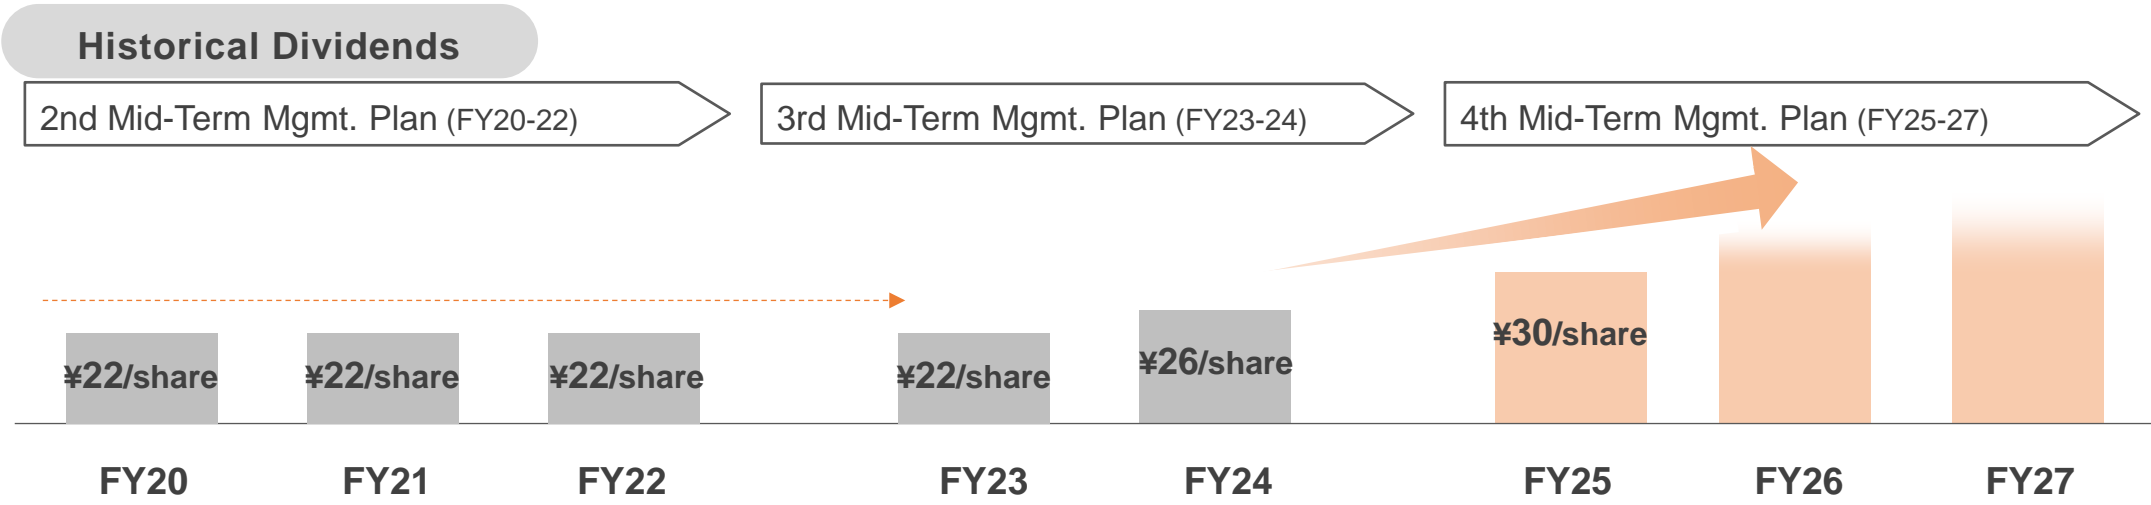 Historical Dividends
2nd Mid-Term Mgmt. Plan (FY20-22)
3rd Mid-Term Mgmt. Plan (FY23-24)
4th Mid-Term Mgmt. Plan (FY25-27)
¥22/share
¥22/share
¥22/share
¥22/share
¥26/share
¥30/share
FY20
FY21
FY22
FY23
FY24
FY25
FY26
FY27